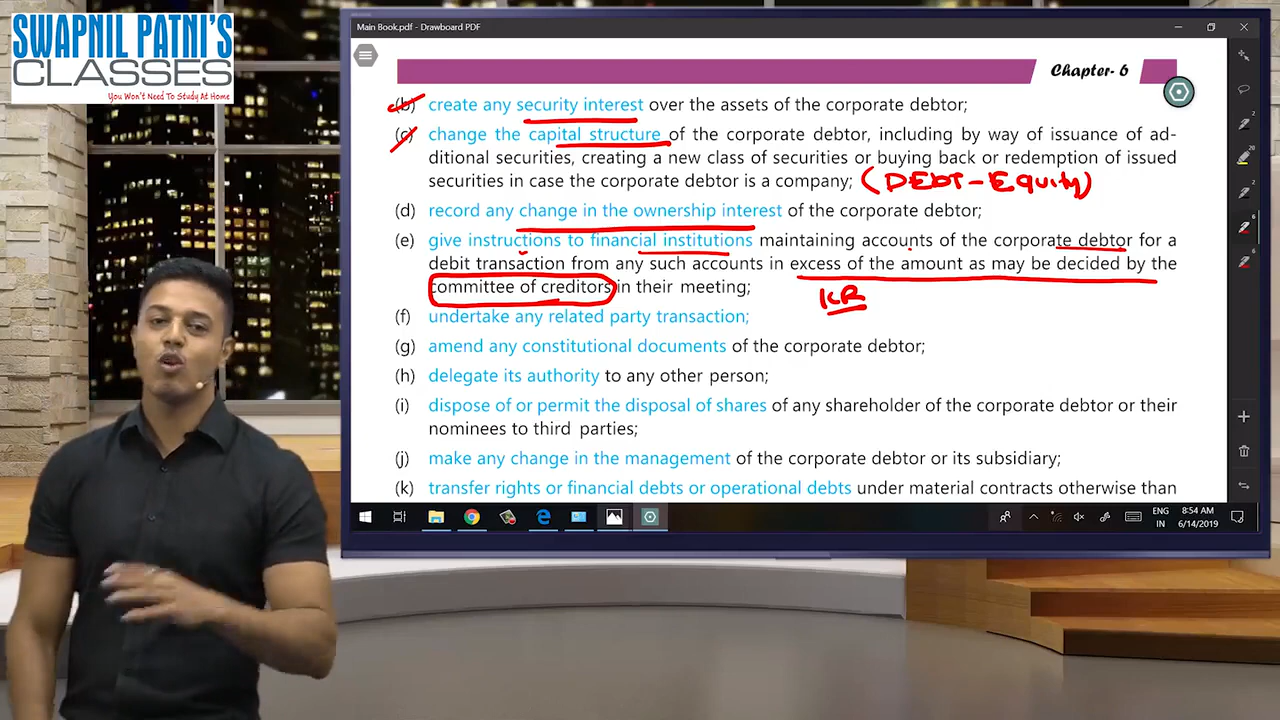 SWAPNIL PATNI'S
CLASSES
You Won't Need To Study At Home
Main Book.pdf - Drawboard PDF
Chapter- 6
(b) create any security interest over the assets of the corporate debtor;
(c) change the capital structure of the corporate debtor, including by way of issuance of ad-
ditional securities, creating a new class of securities or buying back or redemption of issued
securities in case the corporate debtor is a company; (DEBT - Equity)
(d) record any change in the ownership interest of the corporate debtor;
(e) give instructions to financial institutions maintaining accounts of the corporate debtor for a
debit transaction from any such accounts in excess of the amount as may be decided by the
committee of creditors in their meeting;
(f) undertake any related party transaction;
(g) amend any constitutional documents of the corporate debtor;
(h) delegate its authority to any other person;
(i) dispose of or permit the disposal of shares of any shareholder of the corporate debtor or their
nominees to third parties;
(j) make any change in the management of the corporate debtor or its subsidiary;
(k) transfer rights or financial debts or operational debts under material contracts otherwise than
ENG
IN
8:54 AM
6/14/2019